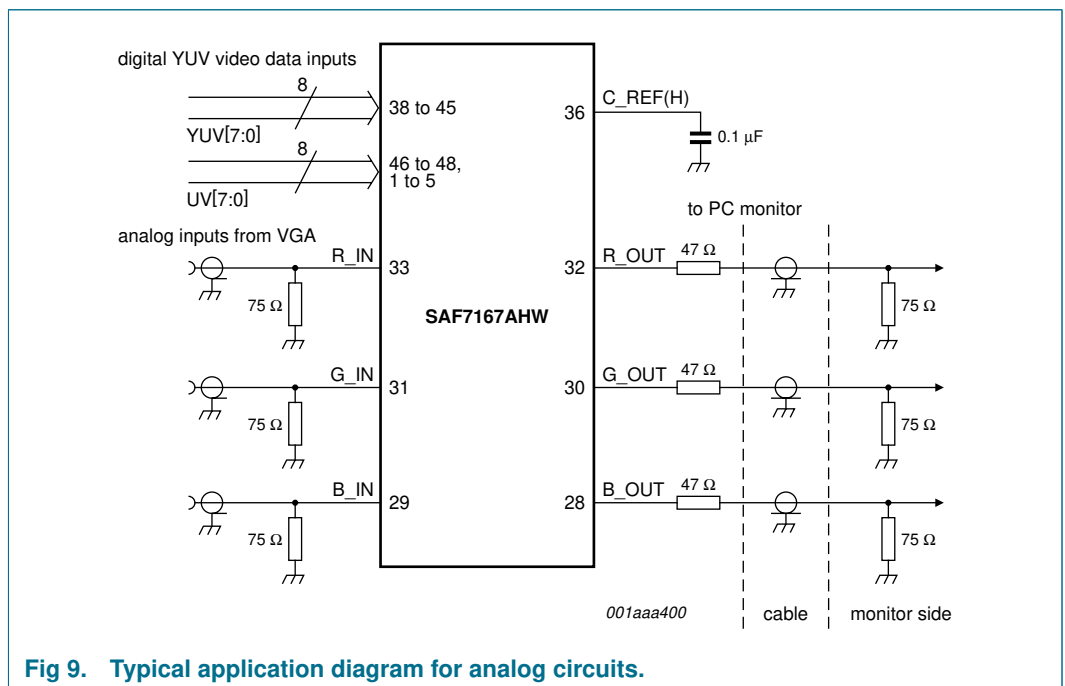 digital YUV video data inputs
8
38 to 45
YUV[7:0]
8
46 to 48,
1 to 5
UV[7:0]
36
C_REF(H)
0.1 μF
to PC monitor
analog inputs from VGA
R_IN
33
75 Ω
32
R_OUT
47 Ω
75 Ω
SAF7167AHW
G_IN
31
75 Ω
30
G_OUT
47 Ω
75 Ω
B_IN
29
75 Ω
28
B_OUT
47 Ω
75 Ω
001aaa400
cable
monitor side
Fig 9. Typical application diagram for analog circuits.